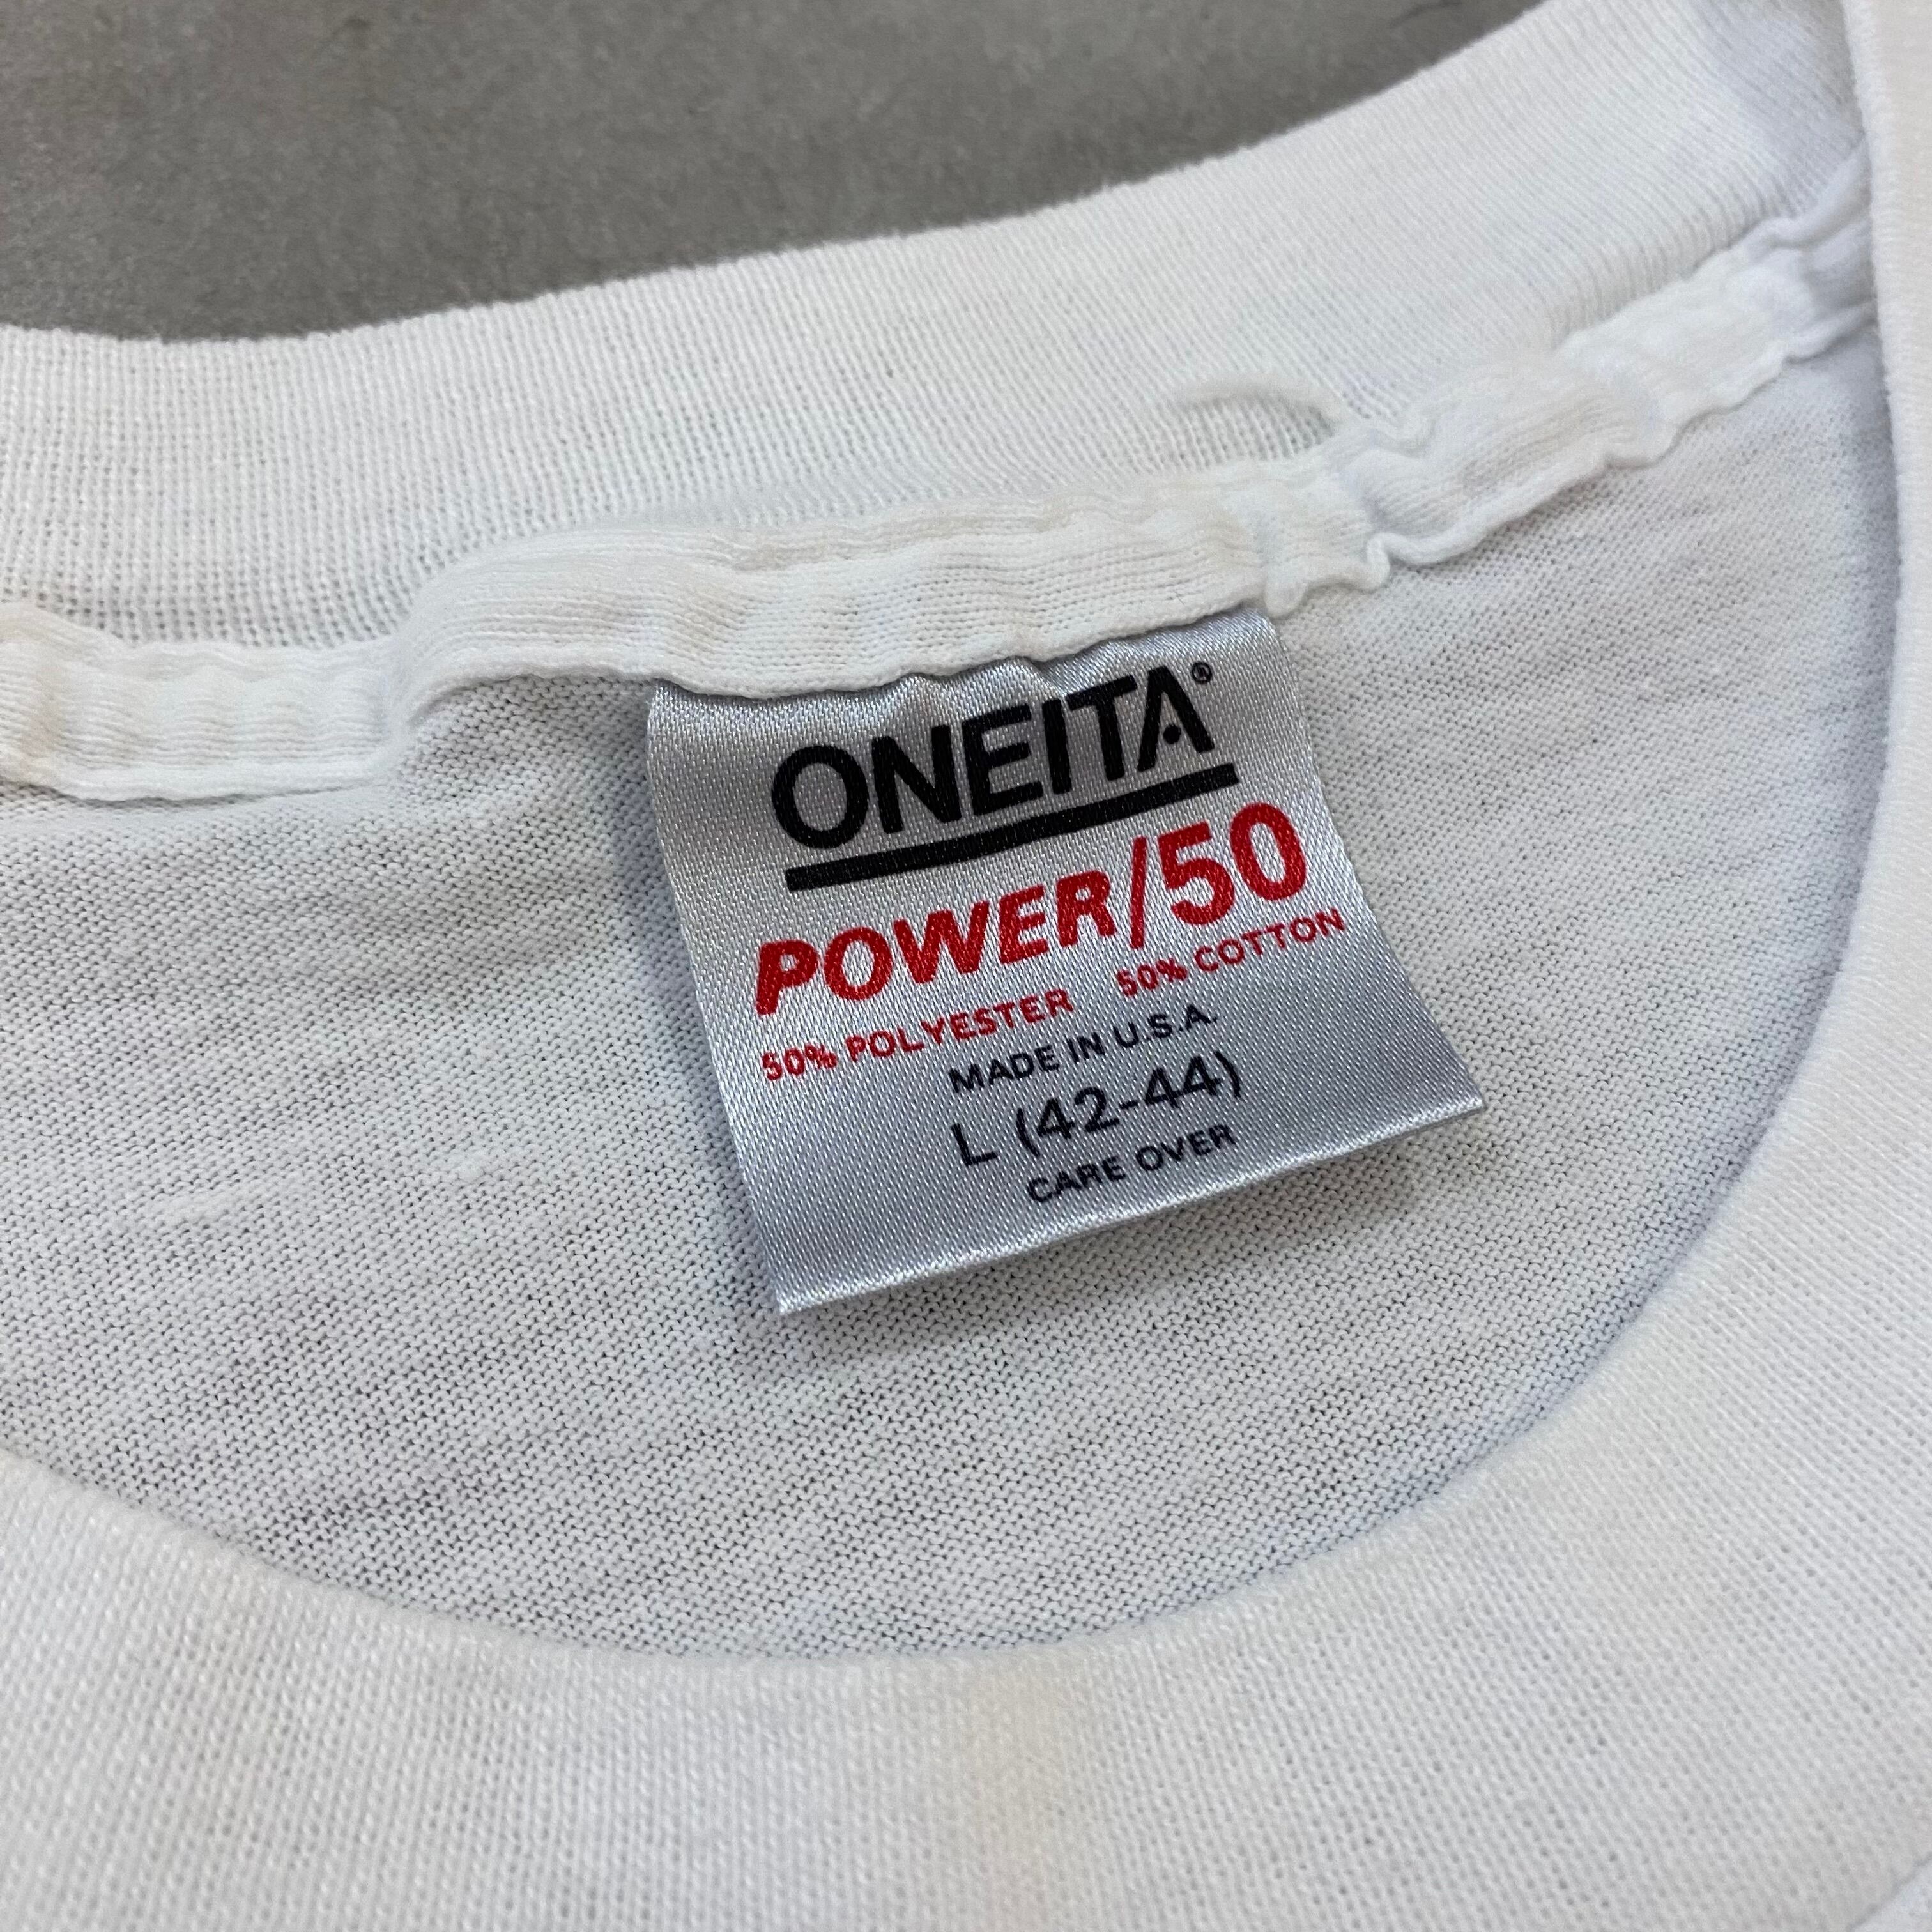 ONEITA®
POWER/50
50% POLYESTER 50% COTTON
MADE IN U.S.A.
L (42-44)
CARE OVER